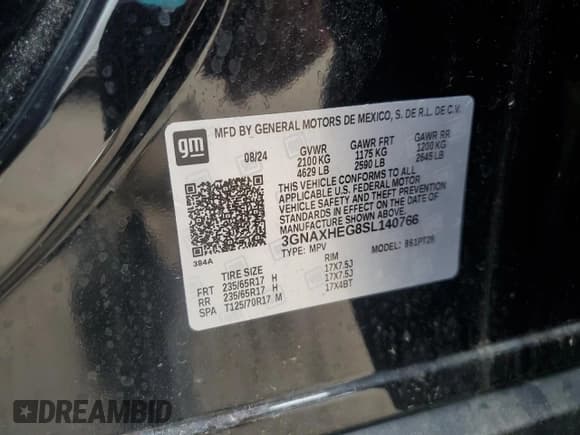 gm
MFD BY GENERAL MOTORS DE MEXICO, S. DE R.L. DE C.V.
08/24 GVWR GAWR FRT GAWR RR
2100 KG 1175 KG 1200 KG
4629 LB 2590 LB 2645 LB
THIS VEHICLE CONFORMS TO ALL
APPLICABLE U.S. FEDERAL MOTOR
VEHICLE SAFETY AND THEFT PREVENTION
STANDARDS IN EFFECT ON THE DATE OF
MANUFACTURE SHOWN ABOVE.
3GNAXHEG8SL140766
384A
TYPE: MPV 861PT26
TIRE SIZE RIM
FRT 235/65R17 H 17X7.5J
RR 235/65R17 H 17X7.5J
SPA T125/70R17 M 17X4BT
DREAMBID